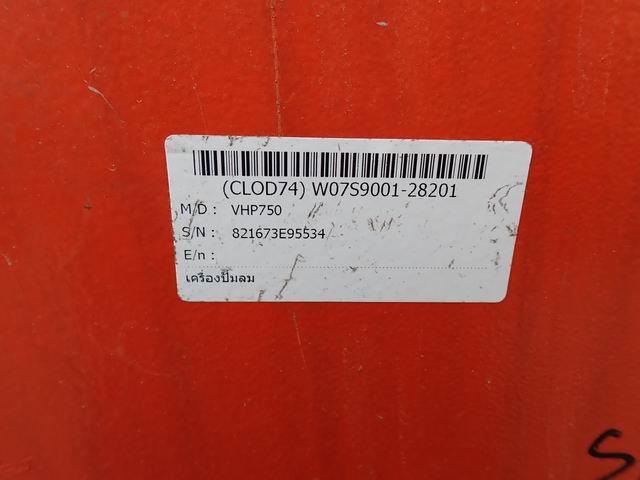 (CLOD74) W07S9001-28201
M/D : VHP750
S/N : 821673E95534
E/n :
เครื่องปั๊มลม
S